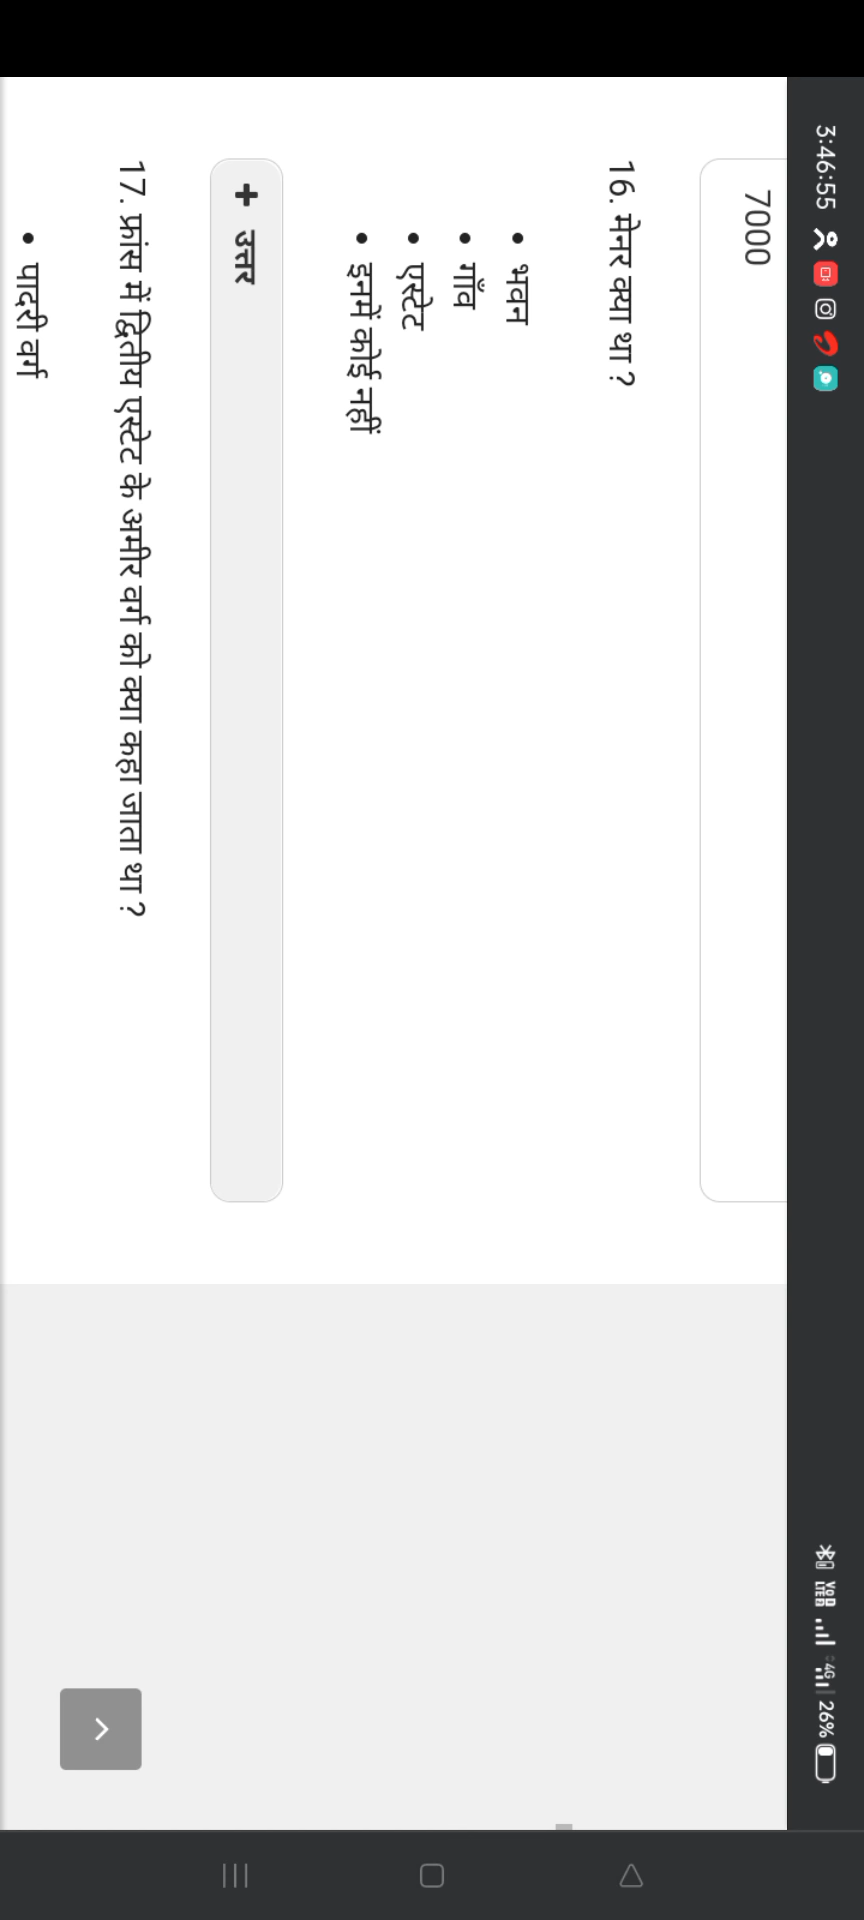 3:46:55
26%
7000
16. मेनर क्या था ?
• भवन
• गाँव
• एस्टेट
• इनमें कोई नहीं
+ उत्तर
17. फ्रांस में द्वितीय एस्टेट के अमीर वर्ग को क्या कहा जाता था ?
• पादरी वर्ग